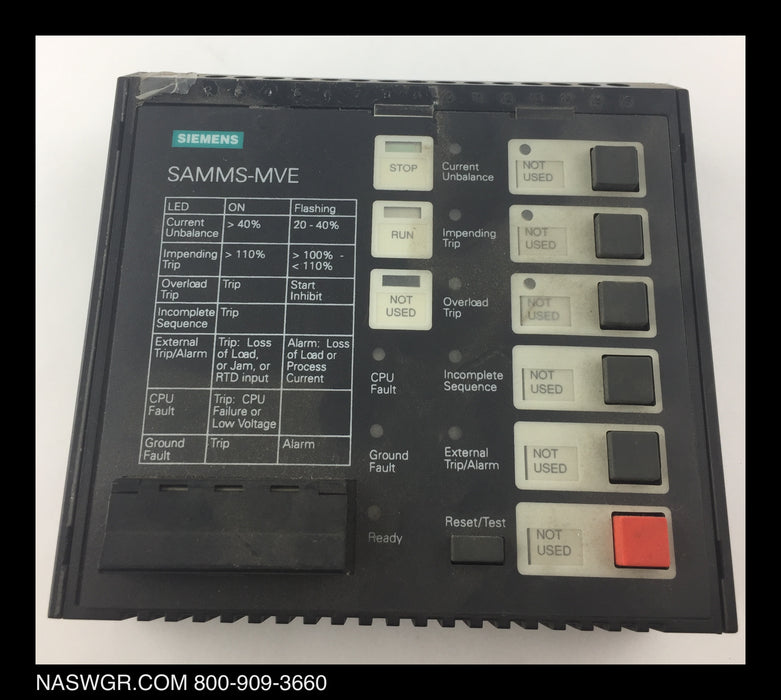 SIEMENS
SAMMS-MVE
LED ON Flashing
Current
Unbalance > 40% 20 - 40%
Impending
Trip > 110% > 100% -
< 110%
Overload
Trip Trip Start
Inhibit
Incomplete
Sequence Trip
External
Trip/Alarm Trip: Loss
of Load,
or Jam, or
RTD input Alarm: Loss
of Load or
Process
Current
CPU
Fault Trip: CPU
Failure or
Low Voltage
Ground
Fault Trip Alarm
STOP
RUN
NOT
USED
CPU
Fault
Ground
Fault
Ready
Current
Unbalance
Impending
Trip
Overload
Trip
Incomplete
Sequence
External
Trip/Alarm
Reset/Test
NOT
USED
NOT
USED
NOT
USED
NOT
USED
NOT
USED
NOT
USED
NASWGR.COM 800-909-3660